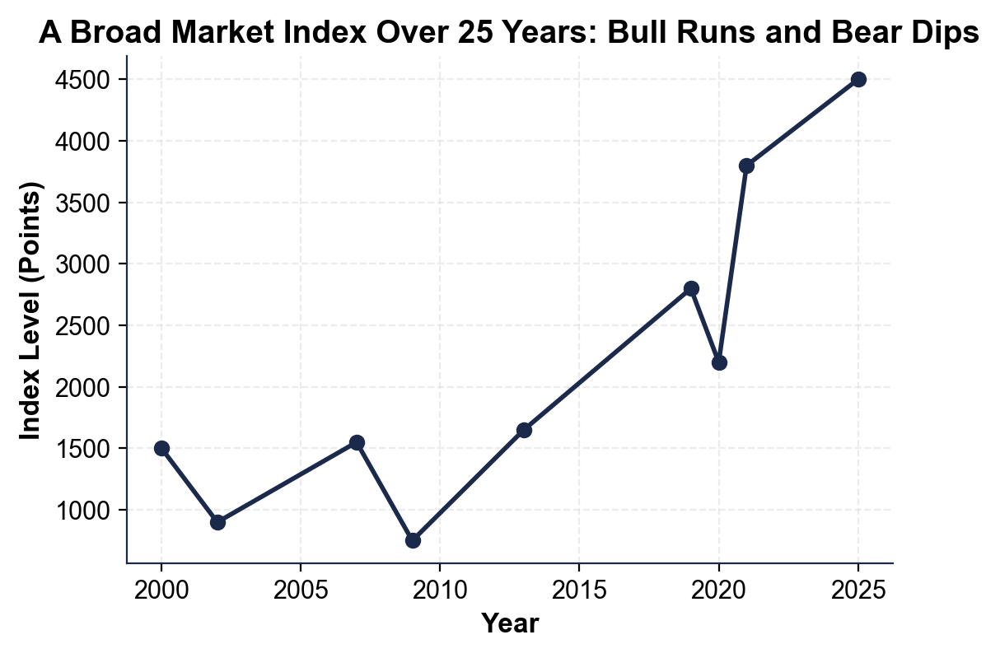 A Broad Market Index Over 25 Years: Bull Runs and Bear Dips
4500
4000
3500
3000
2500
2000
1500
1000
Index Level (Points)
2000 2005 2010 2015 2020 2025
Year